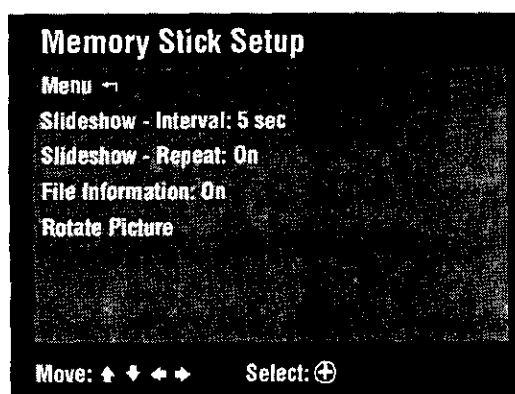 Memory Stick Setup
Menu ↰
Slideshow - Interval: 5 sec
Slideshow - Repeat: On
File Information: On
Rotate Picture
Move: ↑ ↓ ← → Select: ⊕